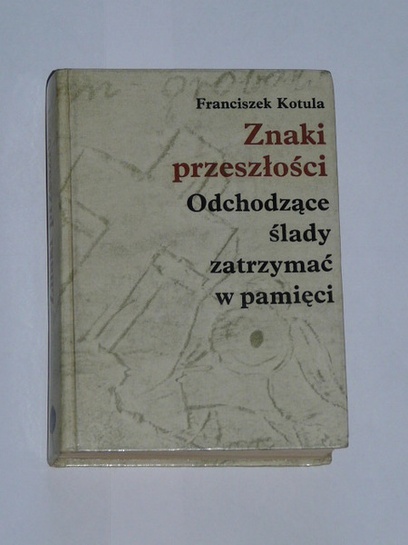 Franciszek Kotula
Znaki
przeszłości
Odchodzące
ślady
zatrzymać
w pamięci